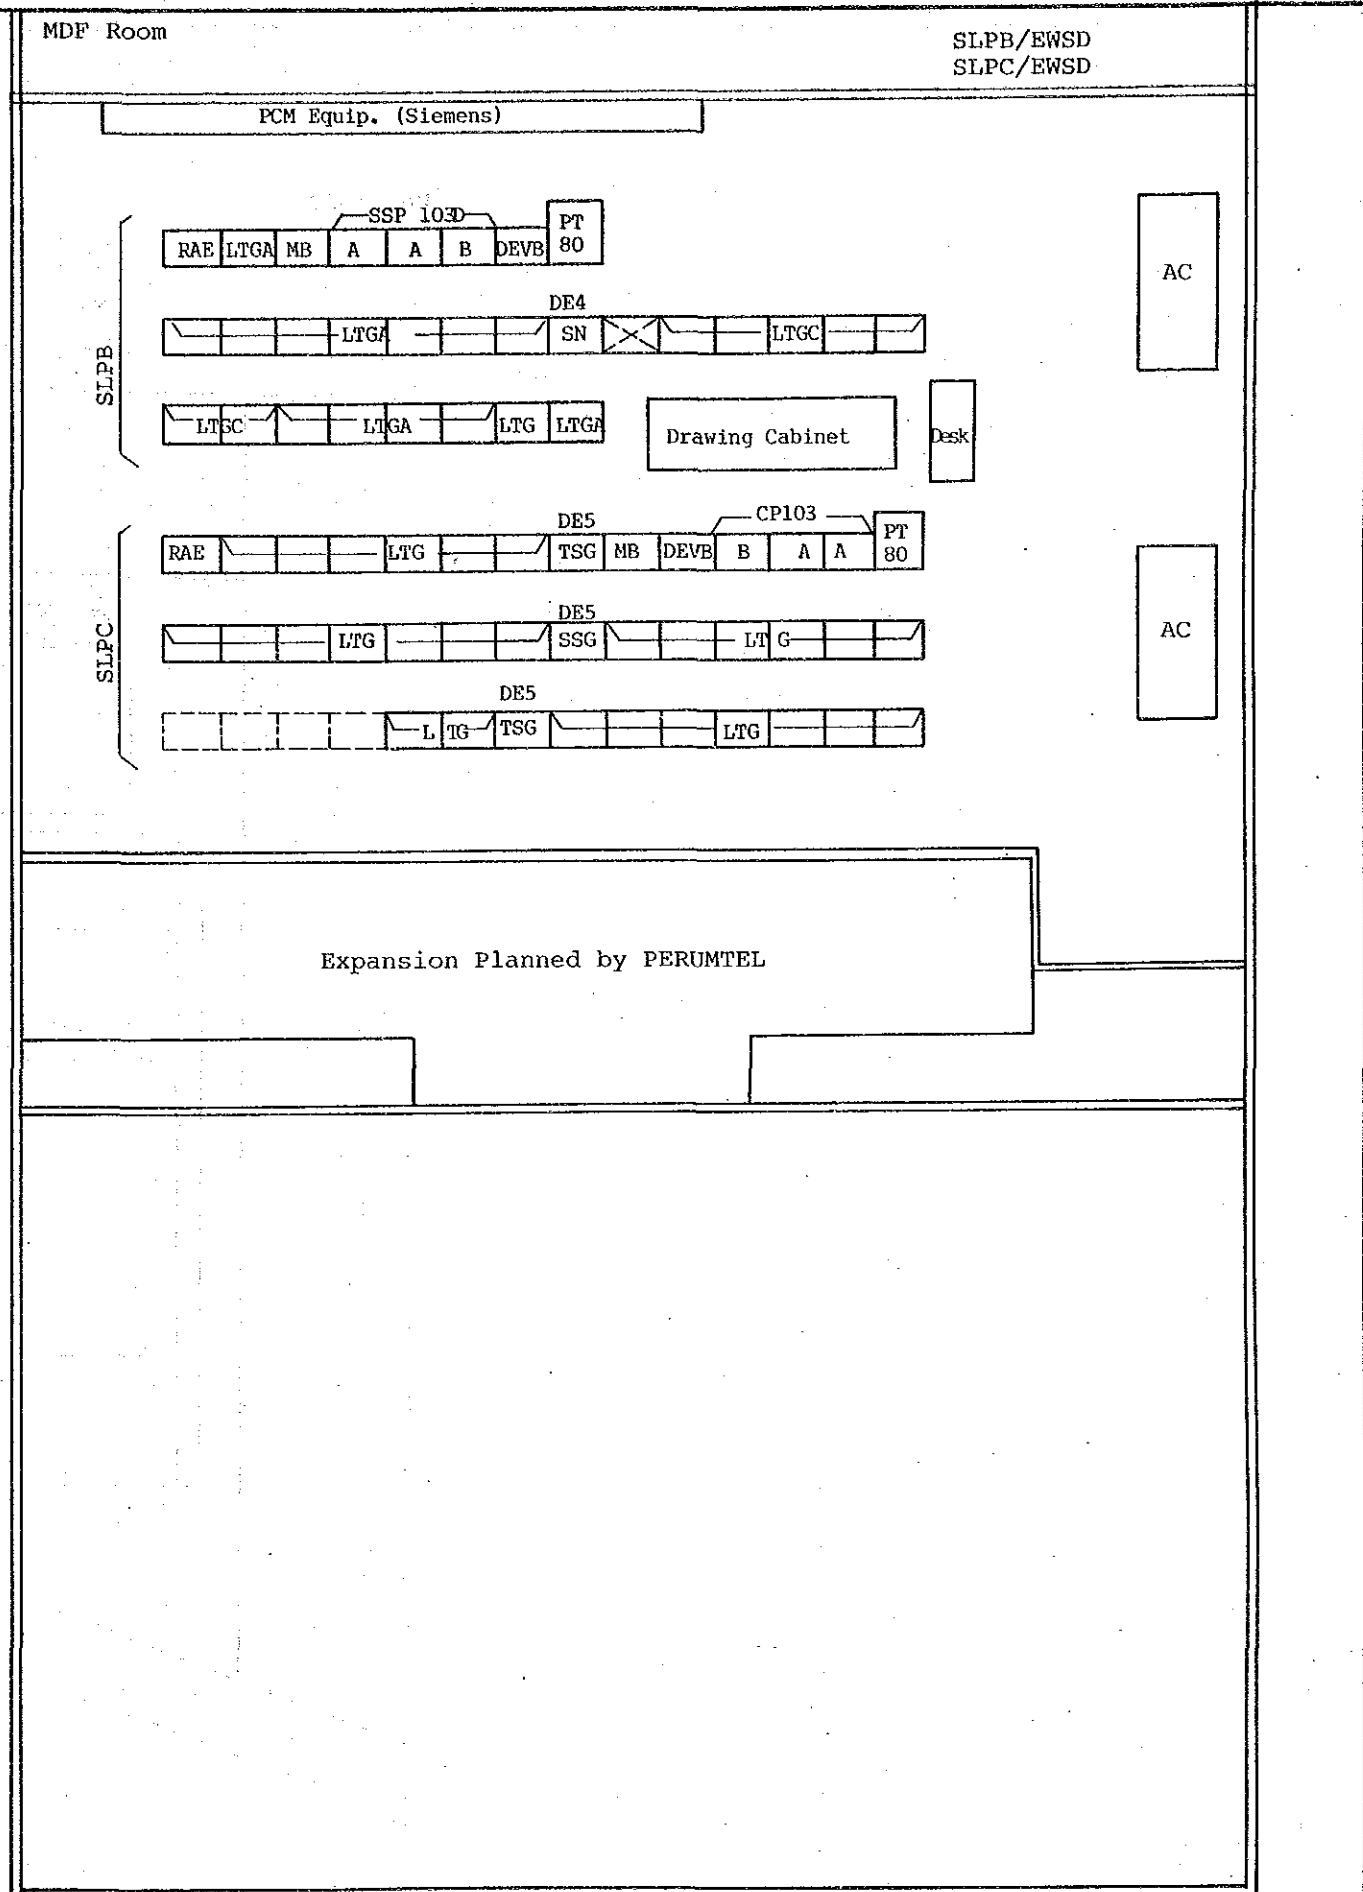 MDF Room
SLPB/EWSD
SLPC/EWSD
PCM Equip. (Siemens)
SSP 103D
PT
80
RAE LTGA MB A A B DEVB
AC
DE4
LTGA SN LTGC
SLPB
LTGC LTGA LTG LTGA
Drawing Cabinet
Desk
DE5
CP103
PT
80
RAE LTG TSG MB DEVB B A A
AC
DE5
LTG SSG LTG
SLPC
DE5
LTG TSG LTG
Expansion Planned by PERUMTEL